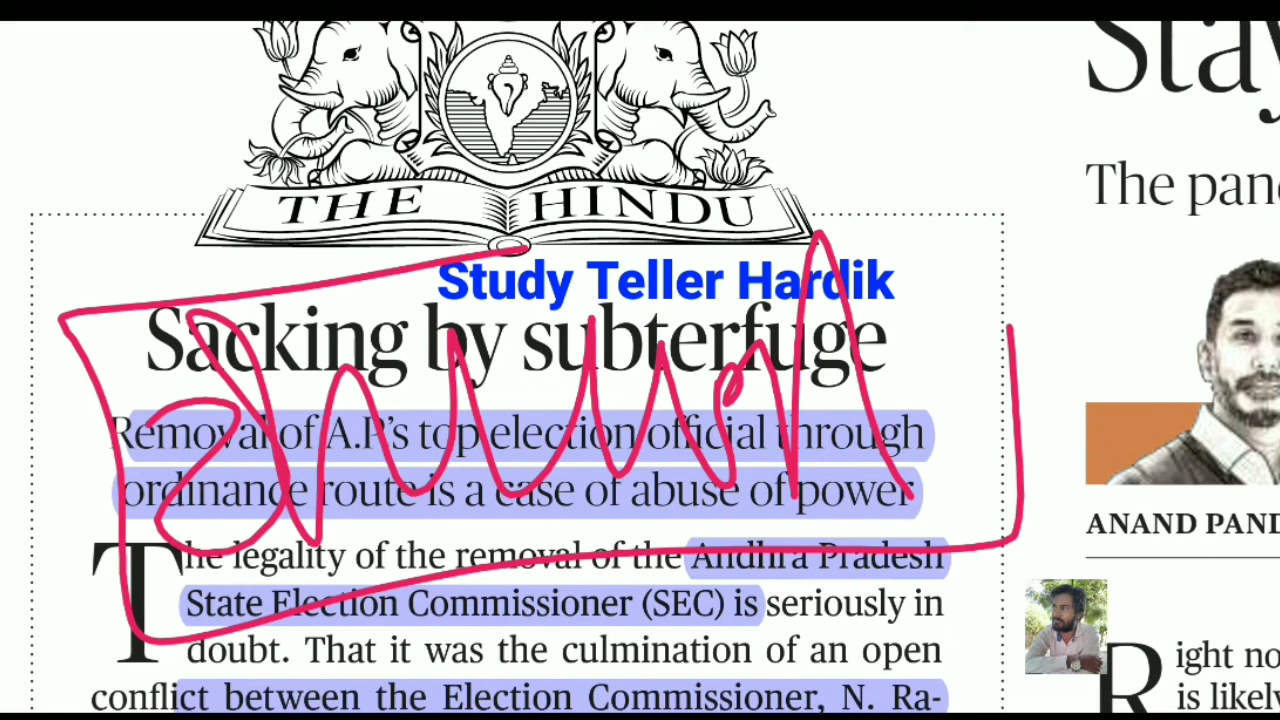 THE HINDU
Study Teller Hardik
Sacking by subterfuge
Removal of A.P.'s top election official through
ordinance route is a case of abuse of power
The legality of the removal of the Andhra Pradesh
State Election Commissioner (SEC) is seriously in
doubt. That it was the culmination of an open
conflict between the Election Commissioner, N. Ra-
Stay
The pan
ANAND PAND
Right no
is likely